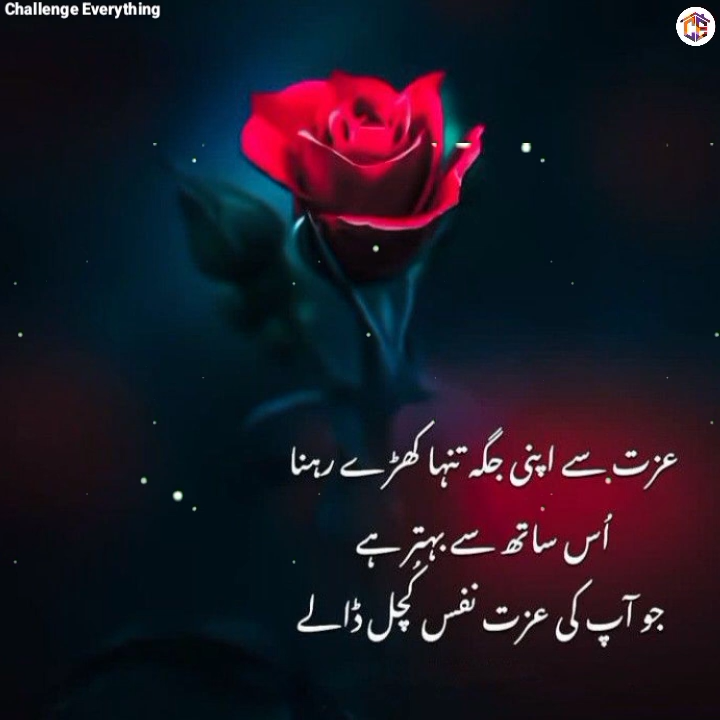 Challenge Everything
عزت سے اپنی جگہ تنہا کھڑے رہنا
اُس ساتھ سے بہتر ہے
جو آپ کی عزت نفس کُچل ڈالے